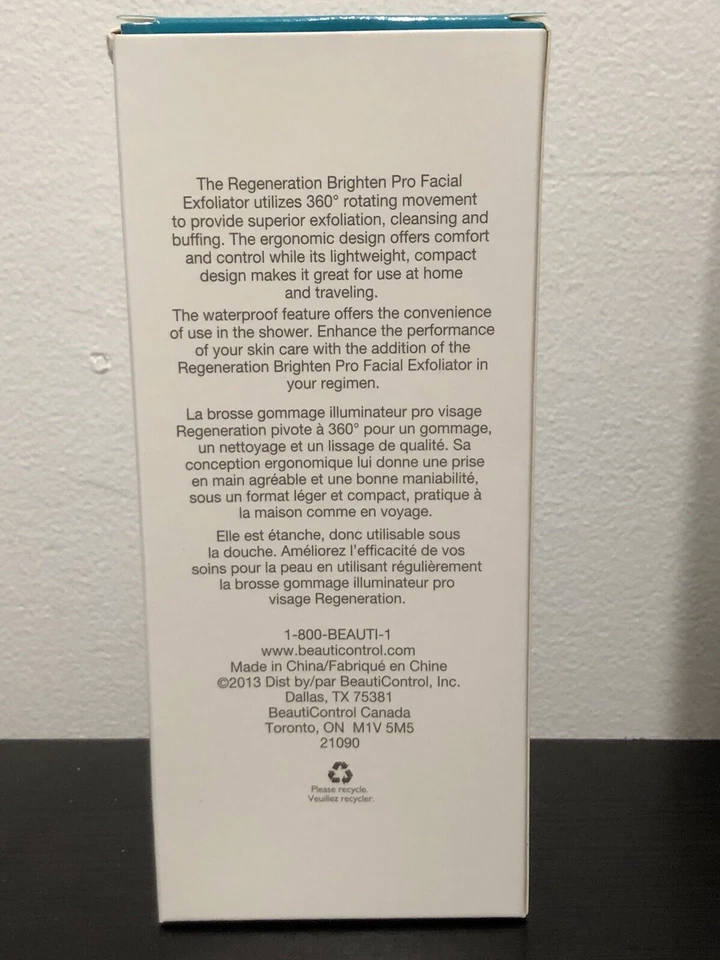 The Regeneration Brighten Pro Facial
Exfoliator utilizes 360° rotating movement
to provide superior exfoliation, cleansing and
buffing. The ergonomic design offers comfort
and control while its lightweight, compact
design makes it great for use at home
and traveling.
The waterproof feature offers the convenience
of use in the shower. Enhance the performance
of your skin care with the addition of the
Regeneration Brighten Pro Facial Exfoliator in
your regimen.
La brosse gommage illuminateur pro visage
Regeneration pivote à 360° pour un gommage,
un nettoyage et un lissage de qualité. Sa
conception ergonomique lui donne une prise
en main agréable et une bonne maniabilité,
sous un format léger et compact, pratique à
la maison comme en voyage.
Elle est étanche, donc utilisable sous
la douche. Améliorez l'efficacité de vos
soins pour la peau en utilisant régulièrement
la brosse gommage illuminateur pro
visage Regeneration.
1-800-BEAUTI-1
www.beauticontrol.com
Made in China/Fabriqué en Chine
©2013 Dist by/par BeautiControl, Inc.
Dallas, TX 75381
BeautiControl Canada
Toronto, ON M1V 5M5
21090
Please recycle.
Veuillez recycler.